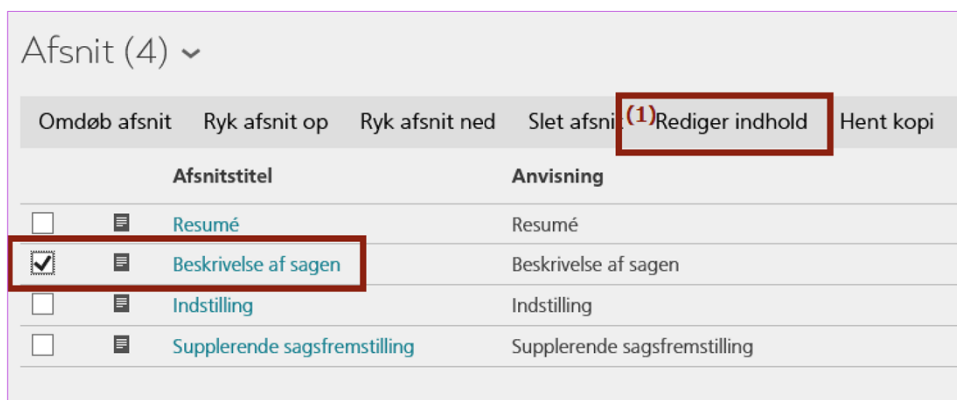 Afsnit (4)
Omdøb afsnit Ryk afsnit op Ryk afsnit ned Slet afsnit (1) Rediger indhold Hent kopi
Afsnitstitel Anvisning
Resumé Resumé
Beskrivelse af sagen Beskrivelse af sagen
Indstilling Indstilling
Supplerende sagsfremstilling Supplerende sagsfremstilling